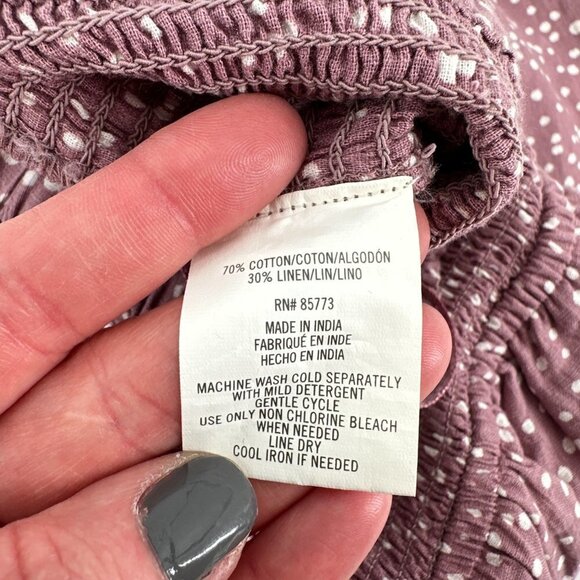 70% COTTON/COTON/ALGODÓN
30% LINEN/LIN/LINO
RN# 85773
MADE IN INDIA
FABRIQUÉ EN INDE
HECHO EN INDIA
MACHINE WASH COLD SEPARATELY
WITH MILD DETERGENT
GENTLE CYCLE
USE ONLY NON CHLORINE BLEACH
WHEN NEEDED
LINE DRY
COOL IRON IF NEEDED